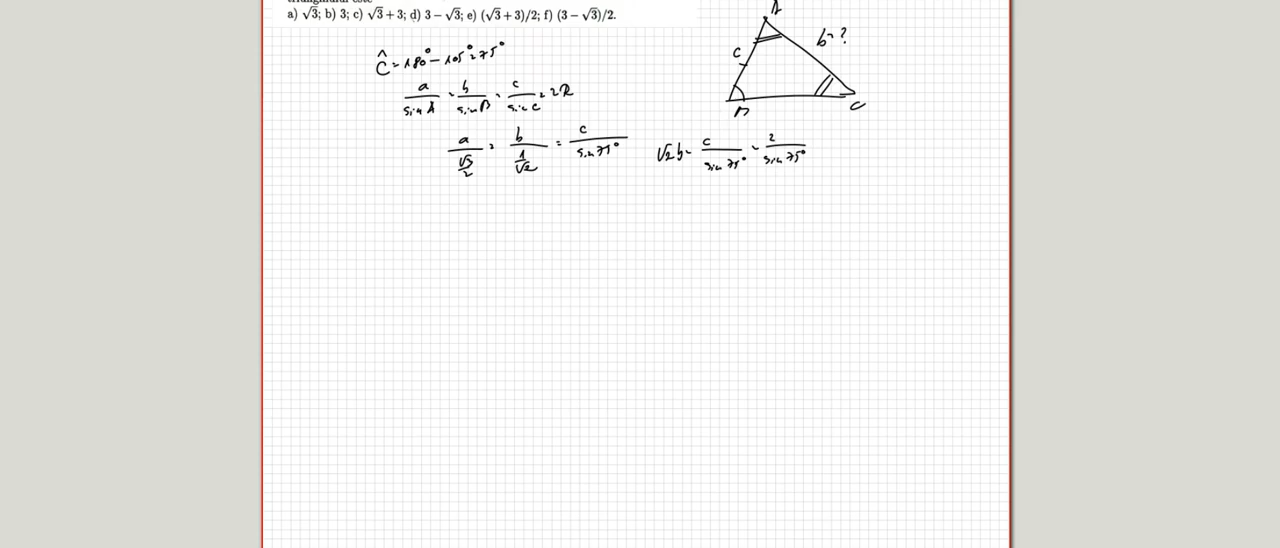 a) √3; b) 3; c) √3 + 3; d) 3 − √3; e) (√3 + 3)/2; f) (3 − √3)/2.
A
b=?
c
B
C
Ĉ = 180° − 105° = 75°
a/sin A = b/sin B = c/sin C = 2R
a/(√3/2) = b/(1/√2) = c/sin 75°
√2 b = c/sin 75° = 2/sin 75°